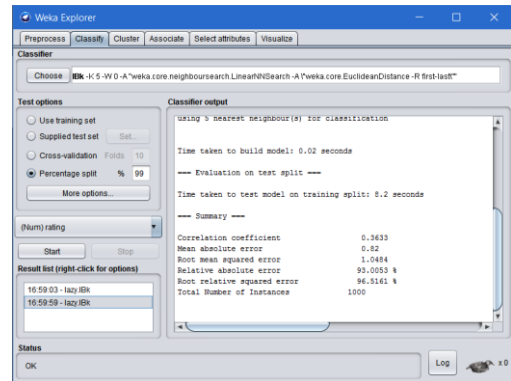 Weka Explorer
Preprocess Classify Cluster Associate Select attributes Visualize
Classifier
Choose IBk -K 5 -W 0 -A "weka.core.neighboursearch.LinearNNSearch -A \"weka.core.EuclideanDistance -R first-last\""
Test options
Use training set
Supplied test set Set...
Cross-validation Folds 10
Percentage split % 99
More options...
(Num) rating
Start Stop
Result list (right-click for options)
16:59:03 - lazy.IBk
16:59:59 - lazy.IBk
Classifier output
using 5 nearest neighbour(s) for classification
Time taken to build model: 0.02 seconds
=== Evaluation on test split ===
Time taken to test model on training split: 8.2 seconds
=== Summary ===
Correlation coefficient 0.3633
Mean absolute error 0.82
Root mean squared error 1.0484
Relative absolute error 93.0053 %
Root relative squared error 96.5161 %
Total Number of Instances 1000
Status
OK
Log
x 0